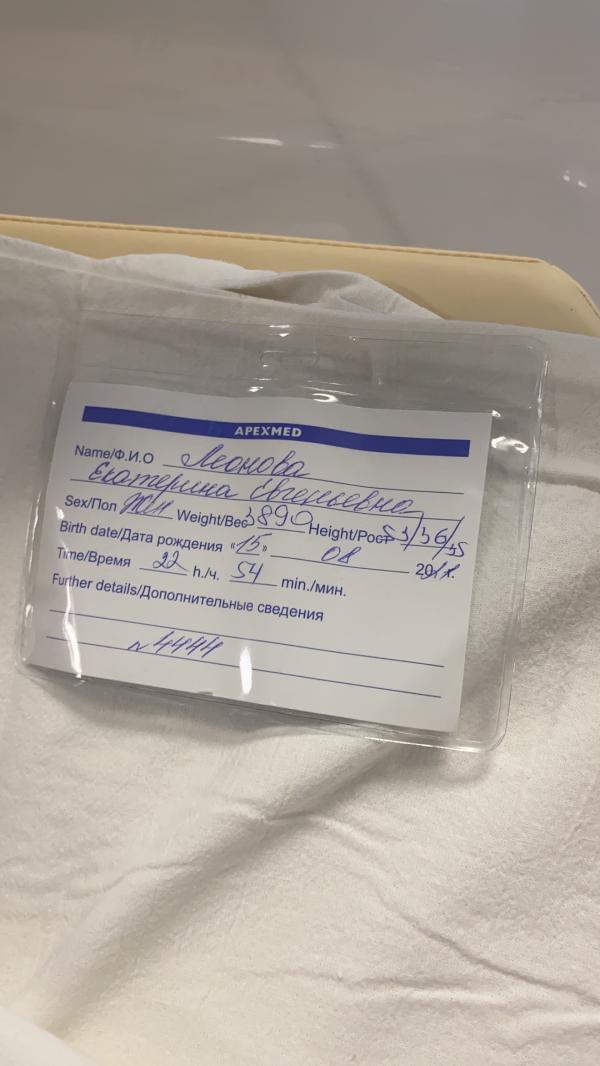 APEXMED
Name/Ф.И.О Леонова
Екатерина Евгеньевна
Sex/Пол Жен Weight/Вес 3890 Height/Рост 53/36/35
Birth date/Дата рождения «15» 08 20
Time/Время 22 h./ч. 54 min./мин.
Further details/Дополнительные сведения
№4444